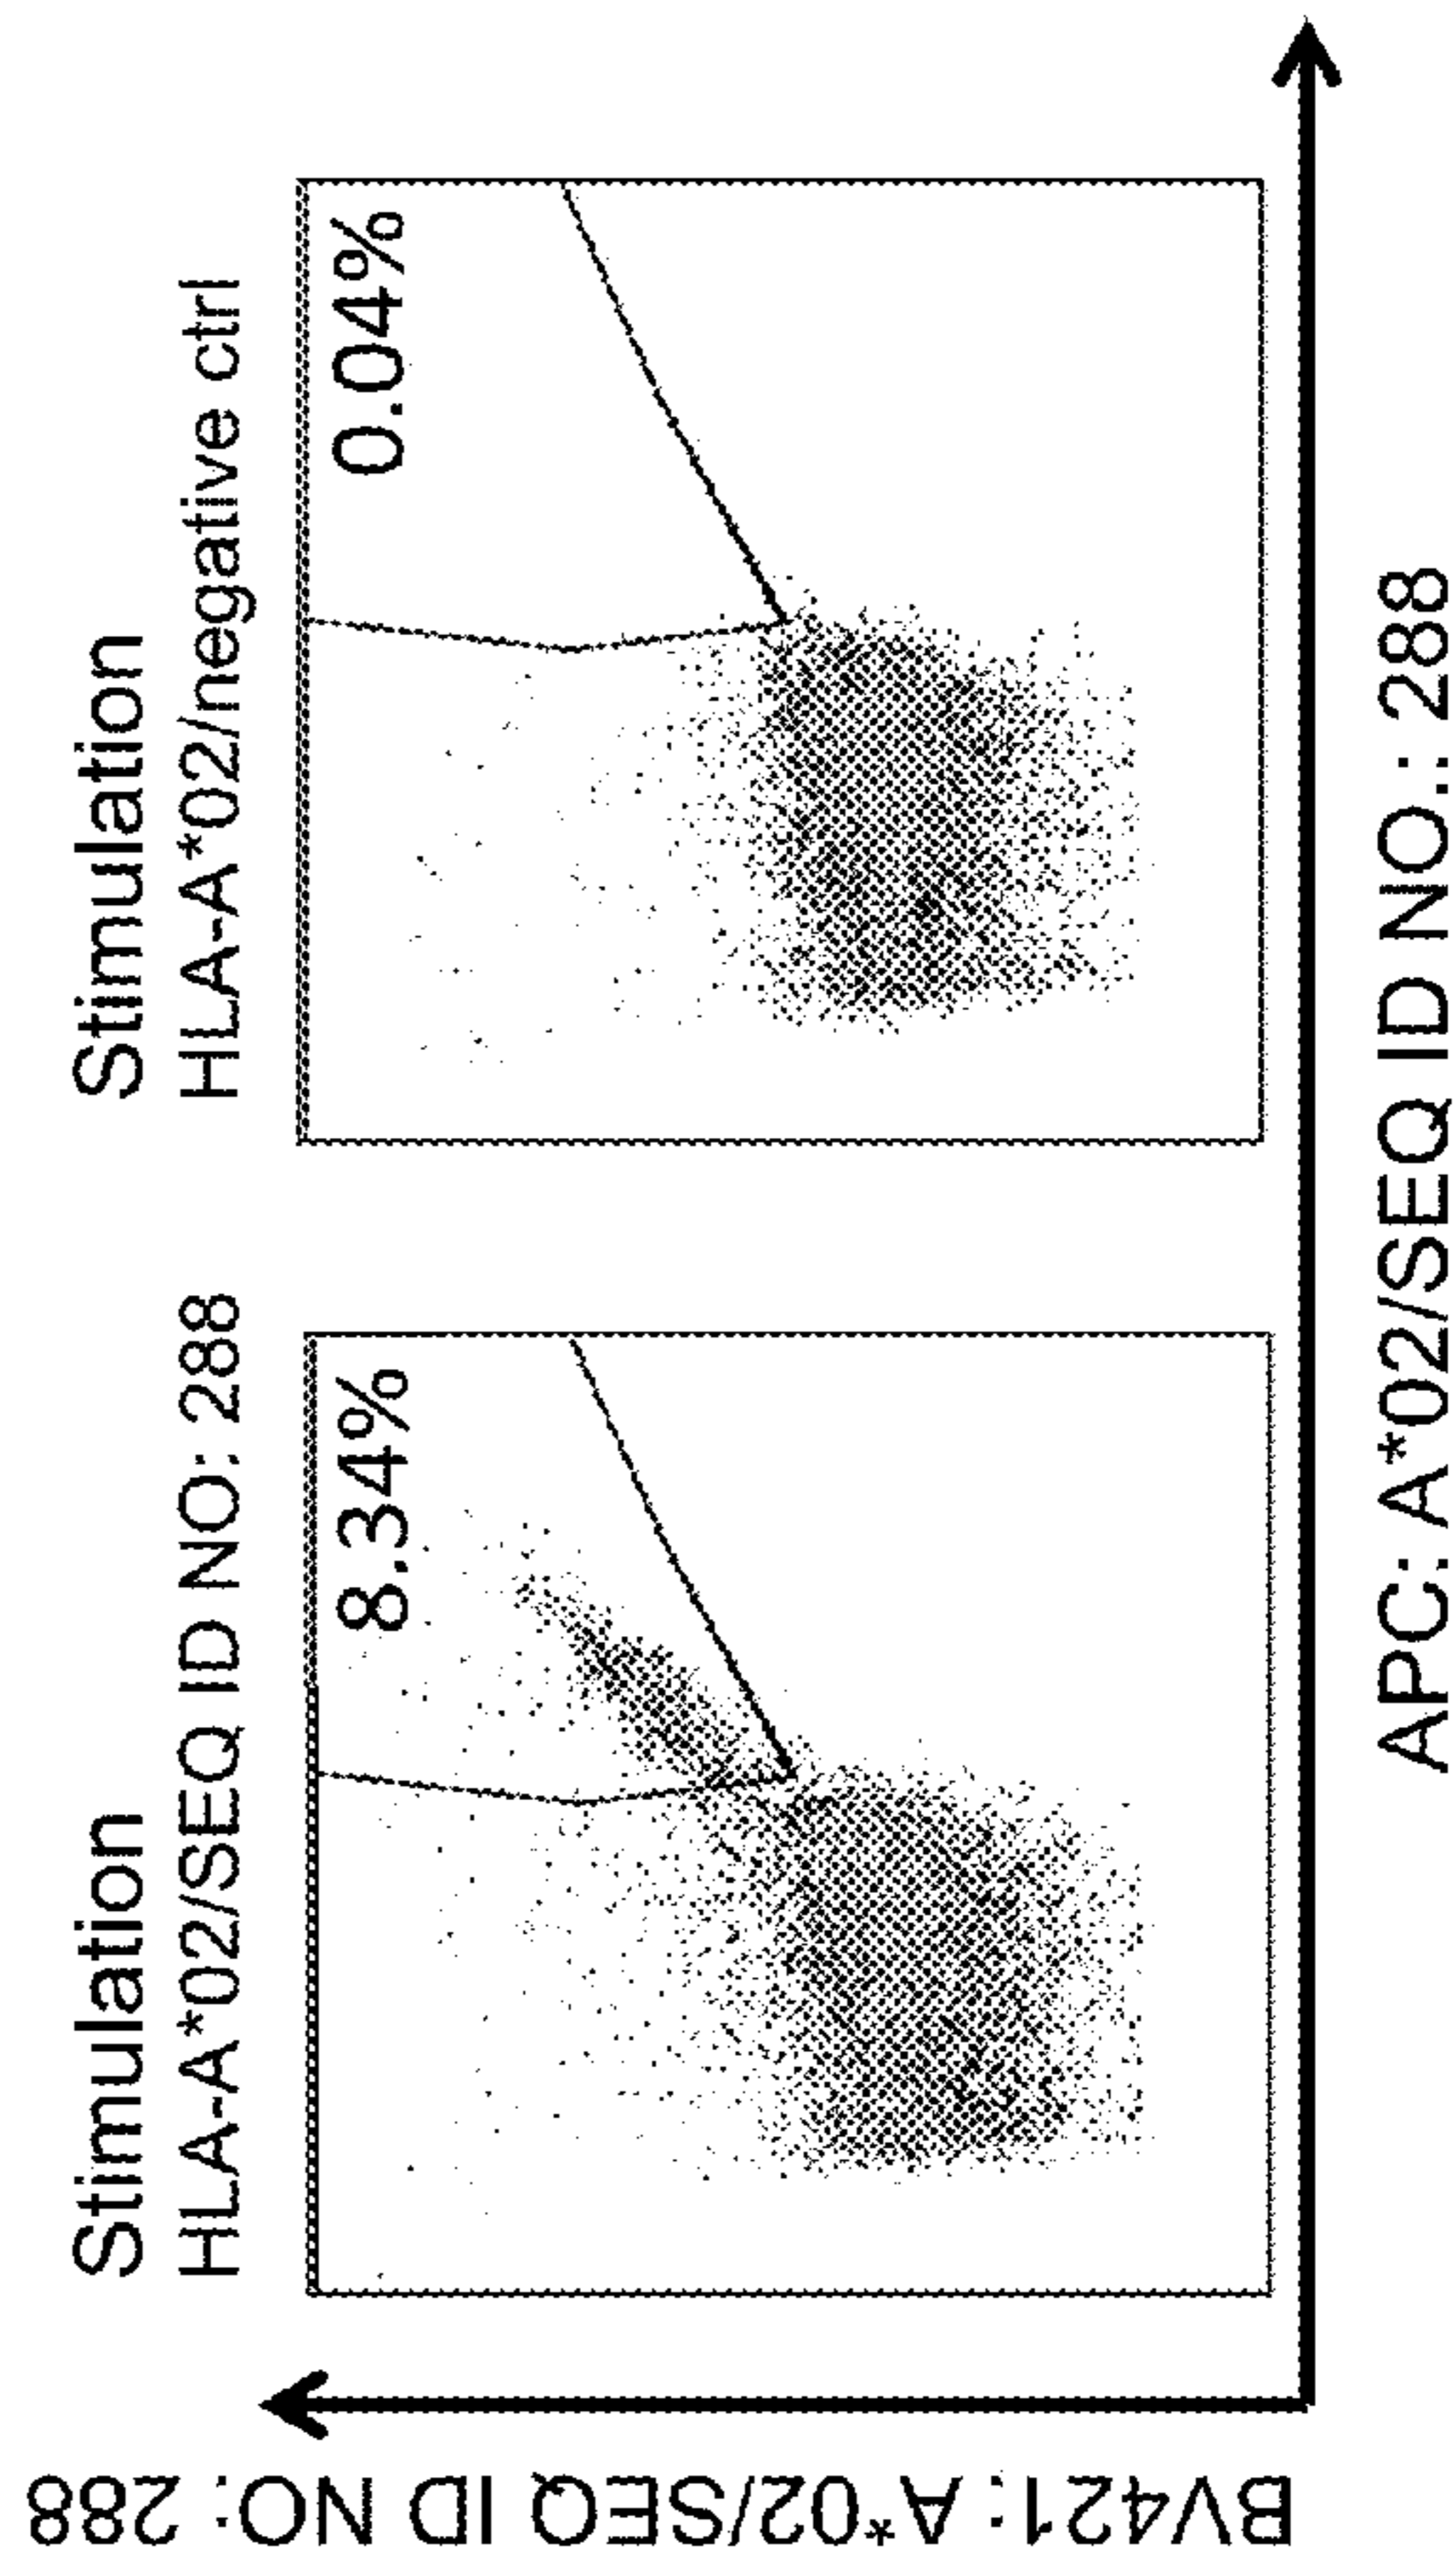 Stimulation
HLA-A*02/SEQ ID NO: 288
Stimulation
HLA-A*02/negative ctrl
8.34%
0.04%
BV421: A*02/SEQ ID NO: 288
APC: A*02/SEQ ID NO.: 288